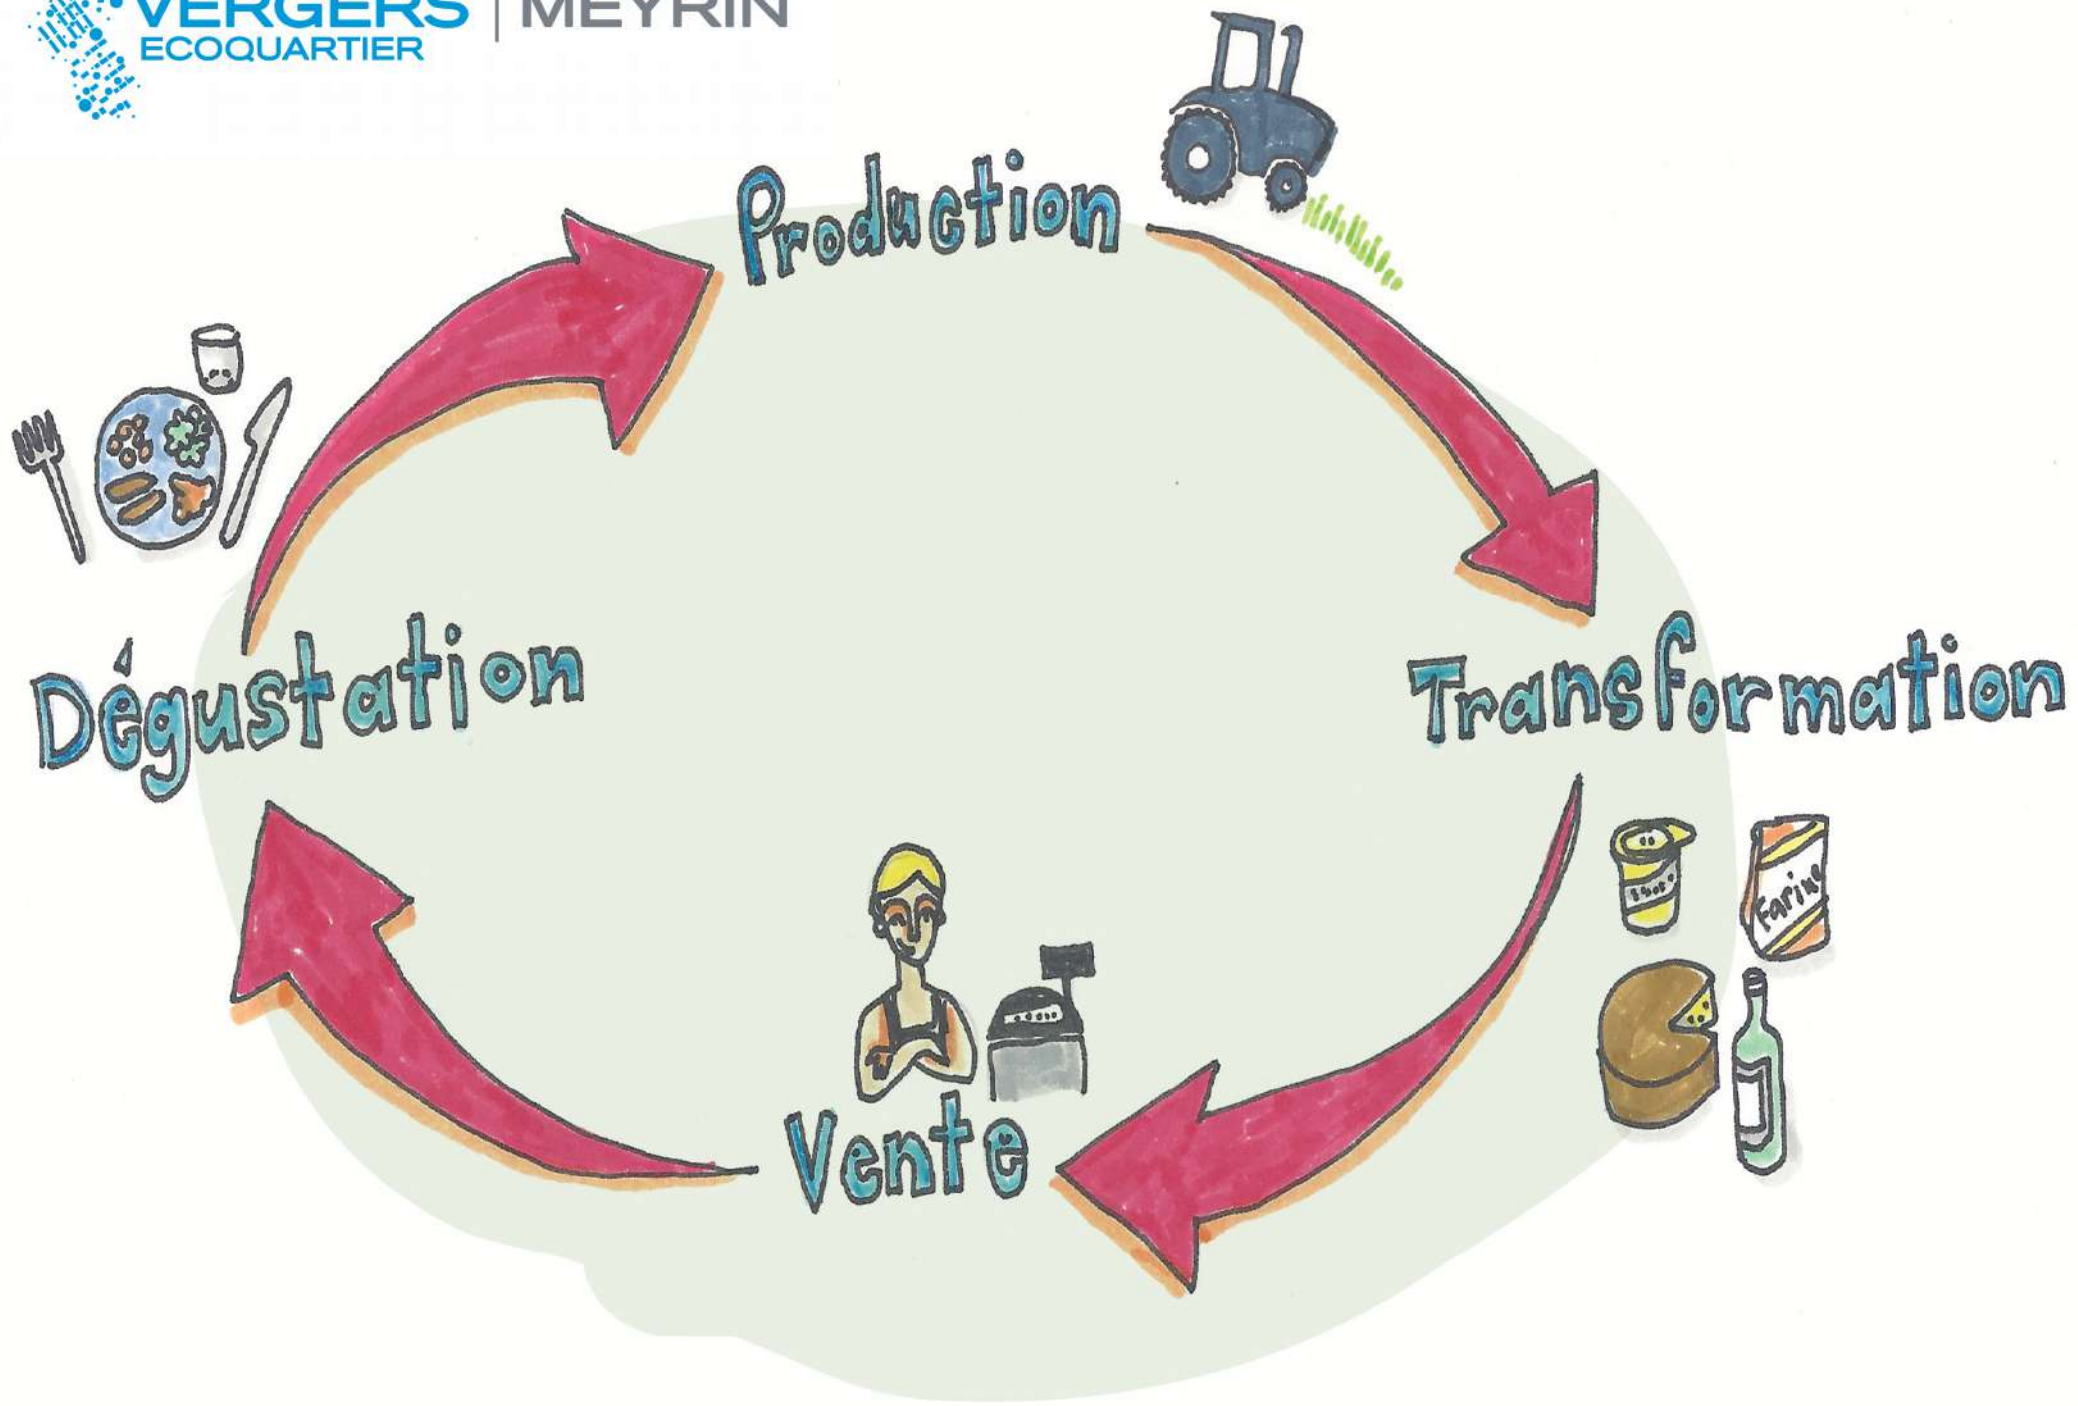 VERGERS | MEYRIN
ECOQUARTIER
Production
Dégustation
Transformation
Farine
Vente